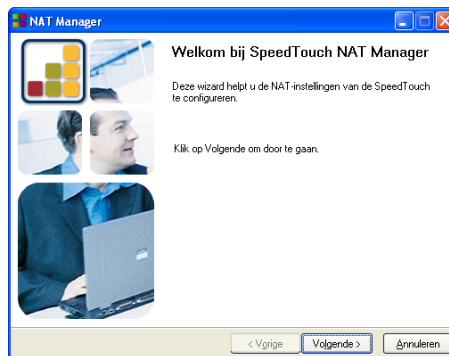 NAT Manager
Welkom bij SpeedTouch NAT Manager
Deze wizard helpt u de NAT-instellingen van de SpeedTouch
te configureren.
Klik op Volgende om door te gaan.
< Vorige
Volgende >
Annuleren